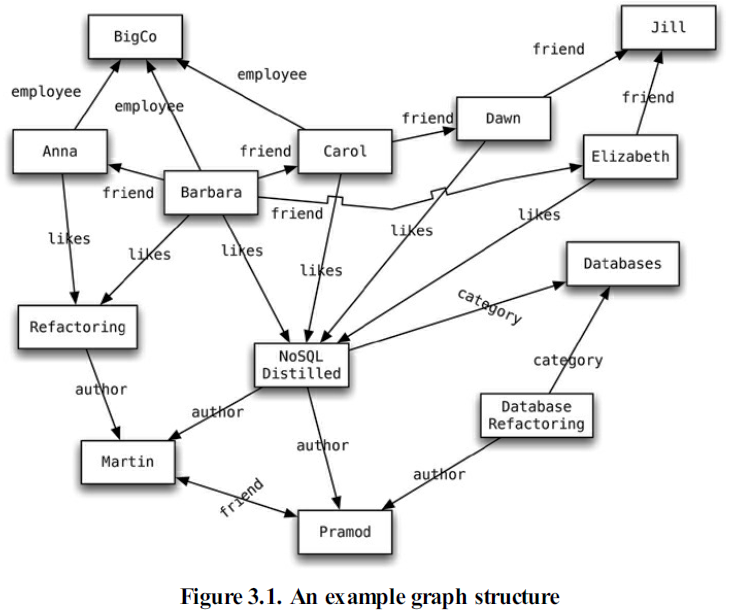 BigCo
Jill
friend
employee
employee
employee
friend
Dawn
friend
Anna
friend
Carol
Elizabeth
friend
Barbara
friend
likes
likes
likes
likes
likes
likes
Databases
category
Refactoring
NoSQL
Distilled
category
author
author
Database
Refactoring
author
Martin
author
friend
Pramod
Figure 3.1. An example graph structure